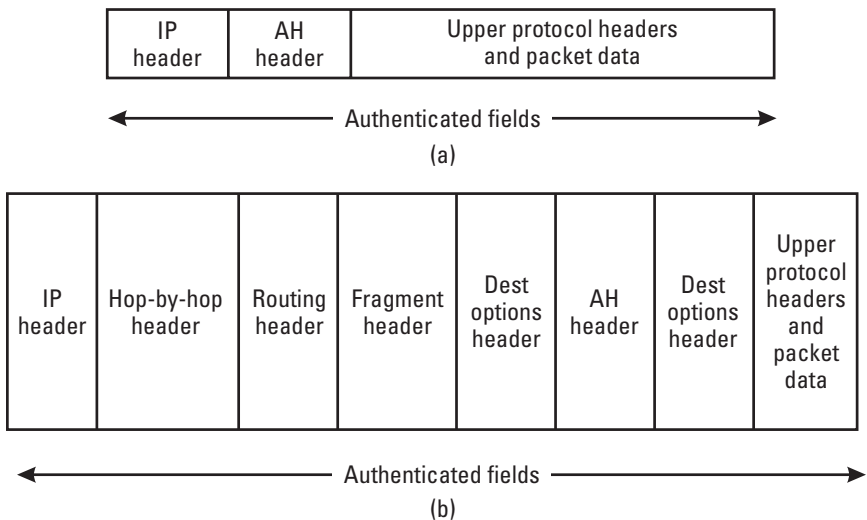 IP
header
AH
header
Upper protocol headers
and packet data
Authenticated fields
(a)
IP
header
Hop-by-hop
header
Routing
header
Fragment
header
Dest
options
header
AH
header
Dest
options
header
Upper
protocol
headers
and
packet
data
Authenticated fields
(b)